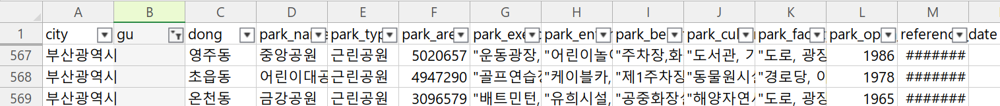 A B C D E F G H I J K L M
1 city gu dong park_name park_typ park_are park_exe park_en park_be park_cul park_fac park_op referenc _date
567 부산광역시 영주동 중앙공원 근린공원 5020657 "운동광장, "어린이놀이 "주차장,화 "도서관, "도로, 광장 1986 #######
568 부산광역시 초읍동 어린이대공 근린공원 4947290 "골프연습장 "케이블카, "제1주차장 "동물원시설 "경로당, 1978 #######
569 부산광역시 온천동 금강공원 근린공원 3096579 "배트민턴, "유희시설, "공중화장실 "해양자연사 "도로, 광장 1965 #######